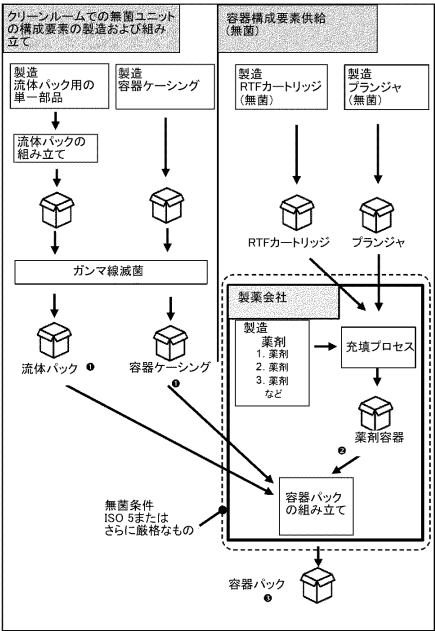 クリーンルームでの無菌ユニット
の構成要素の製造および組み
立て
容器構成要素供給
(無菌)
製造
流体パック用の
単一部品
製造
容器ケーシング
製造
RTFカートリッジ
(無菌)
製造
プランジャ
(無菌)
流体パックの
組み立て
RTFカートリッジ
プランジャ
ガンマ線滅菌
製薬会社
製造
薬剤
1. 薬剤
2. 薬剤
3. 薬剤
など
充填プロセス
流体パック ❶
容器ケーシング
❶
薬剤容器
❷
容器パック
の組み立て
無菌条件
ISO 5または
さらに厳格なもの
容器パック
❸